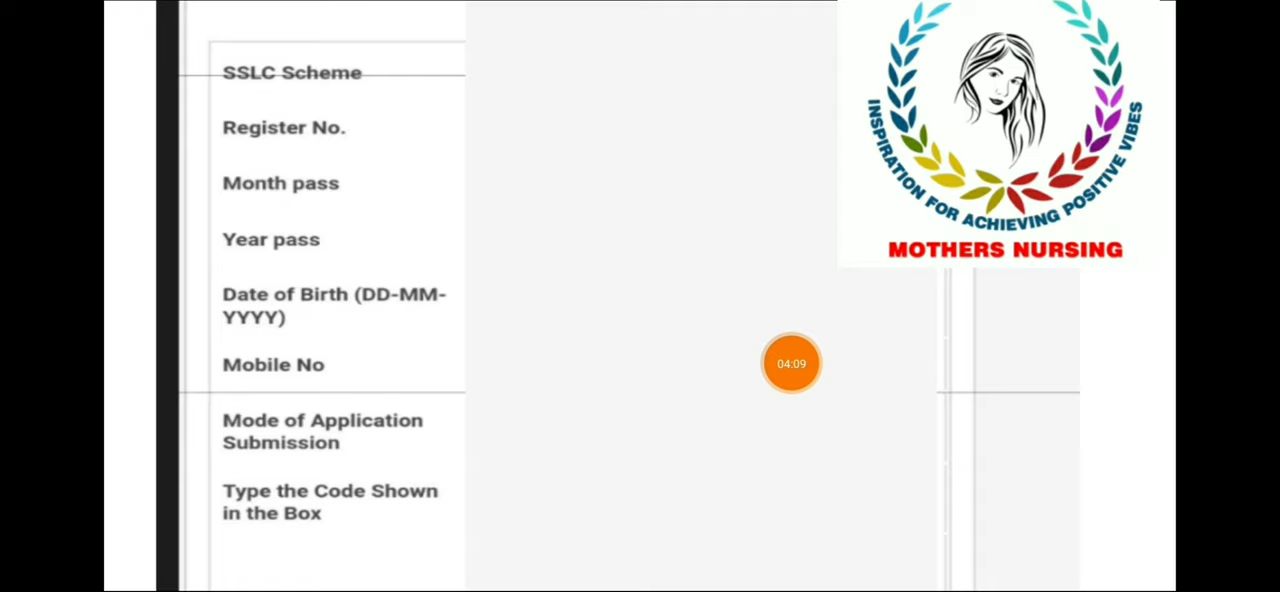 SSLC Scheme
Register No.
Month pass
Year pass
Date of Birth (DD-MM-
YYYY)
Mobile No
Mode of Application
Submission
Type the Code Shown
in the Box
INSPIRATION FOR ACHIEVING POSITIVE VIBES
MOTHERS NURSING
04:09